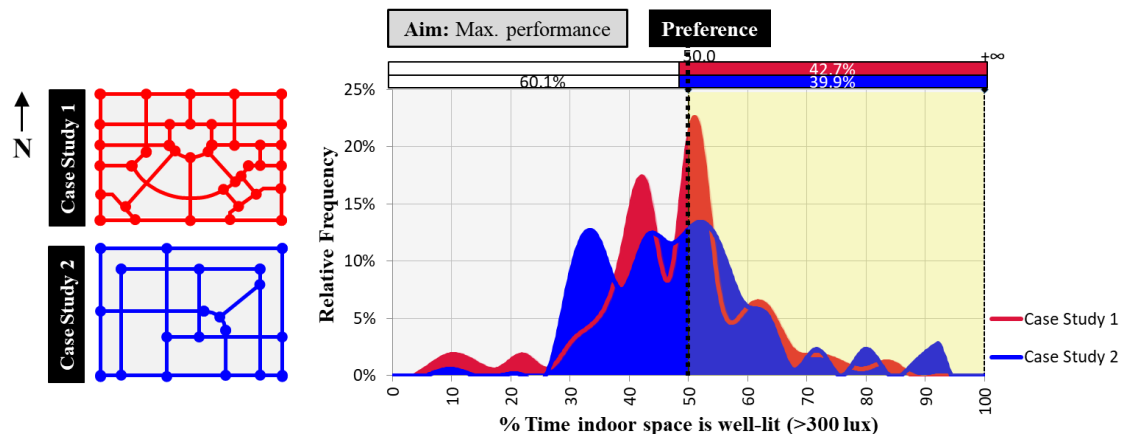 Aim: Max. performance
Preference
50.0
+∞
42.7%
60.1%
39.9%
N
Case Study 1
Case Study 2
Relative Frequency
25%
20%
15%
10%
5%
0%
0
10
20
30
40
50
60
70
80
90
100
% Time indoor space is well-lit (>300 lux)
Case Study 1
Case Study 2